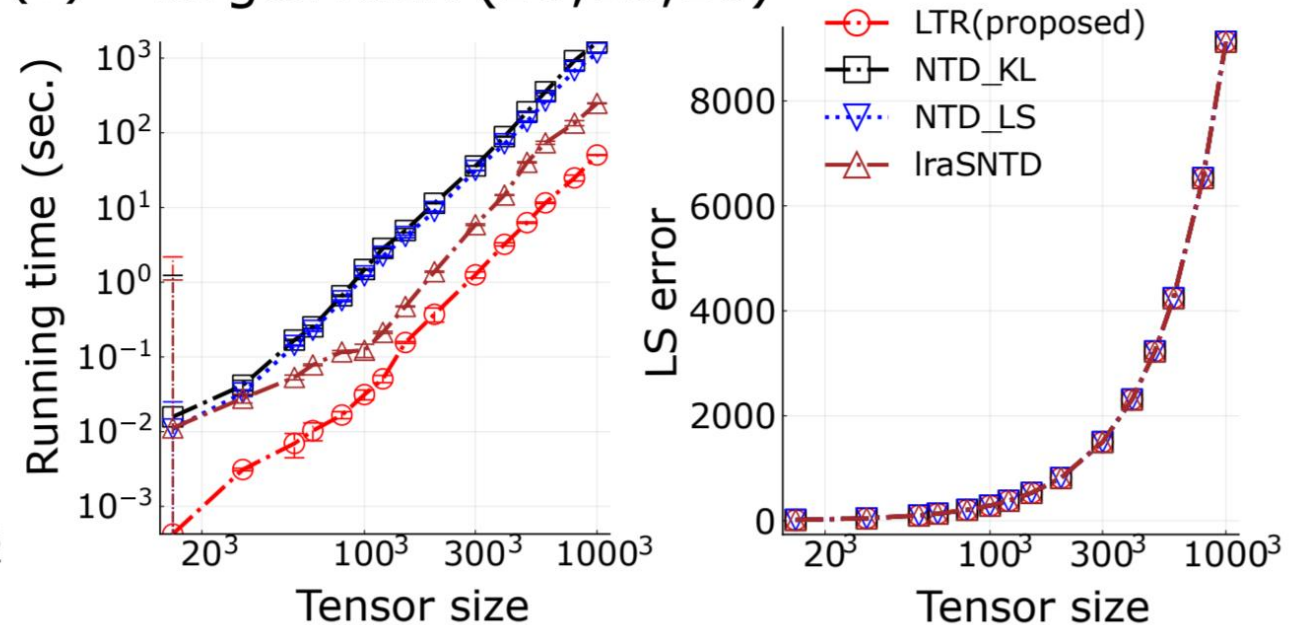 Running time (sec.)
10³
10²
10¹
10⁰
10⁻¹
10⁻²
10⁻³
20³ 100³ 300³ 1000³
Tensor size
LTR(proposed)
NTD_KL
NTD_LS
lraSNTD
LS error
8000
6000
4000
2000
0
20³ 100³ 300³ 1000³
Tensor size